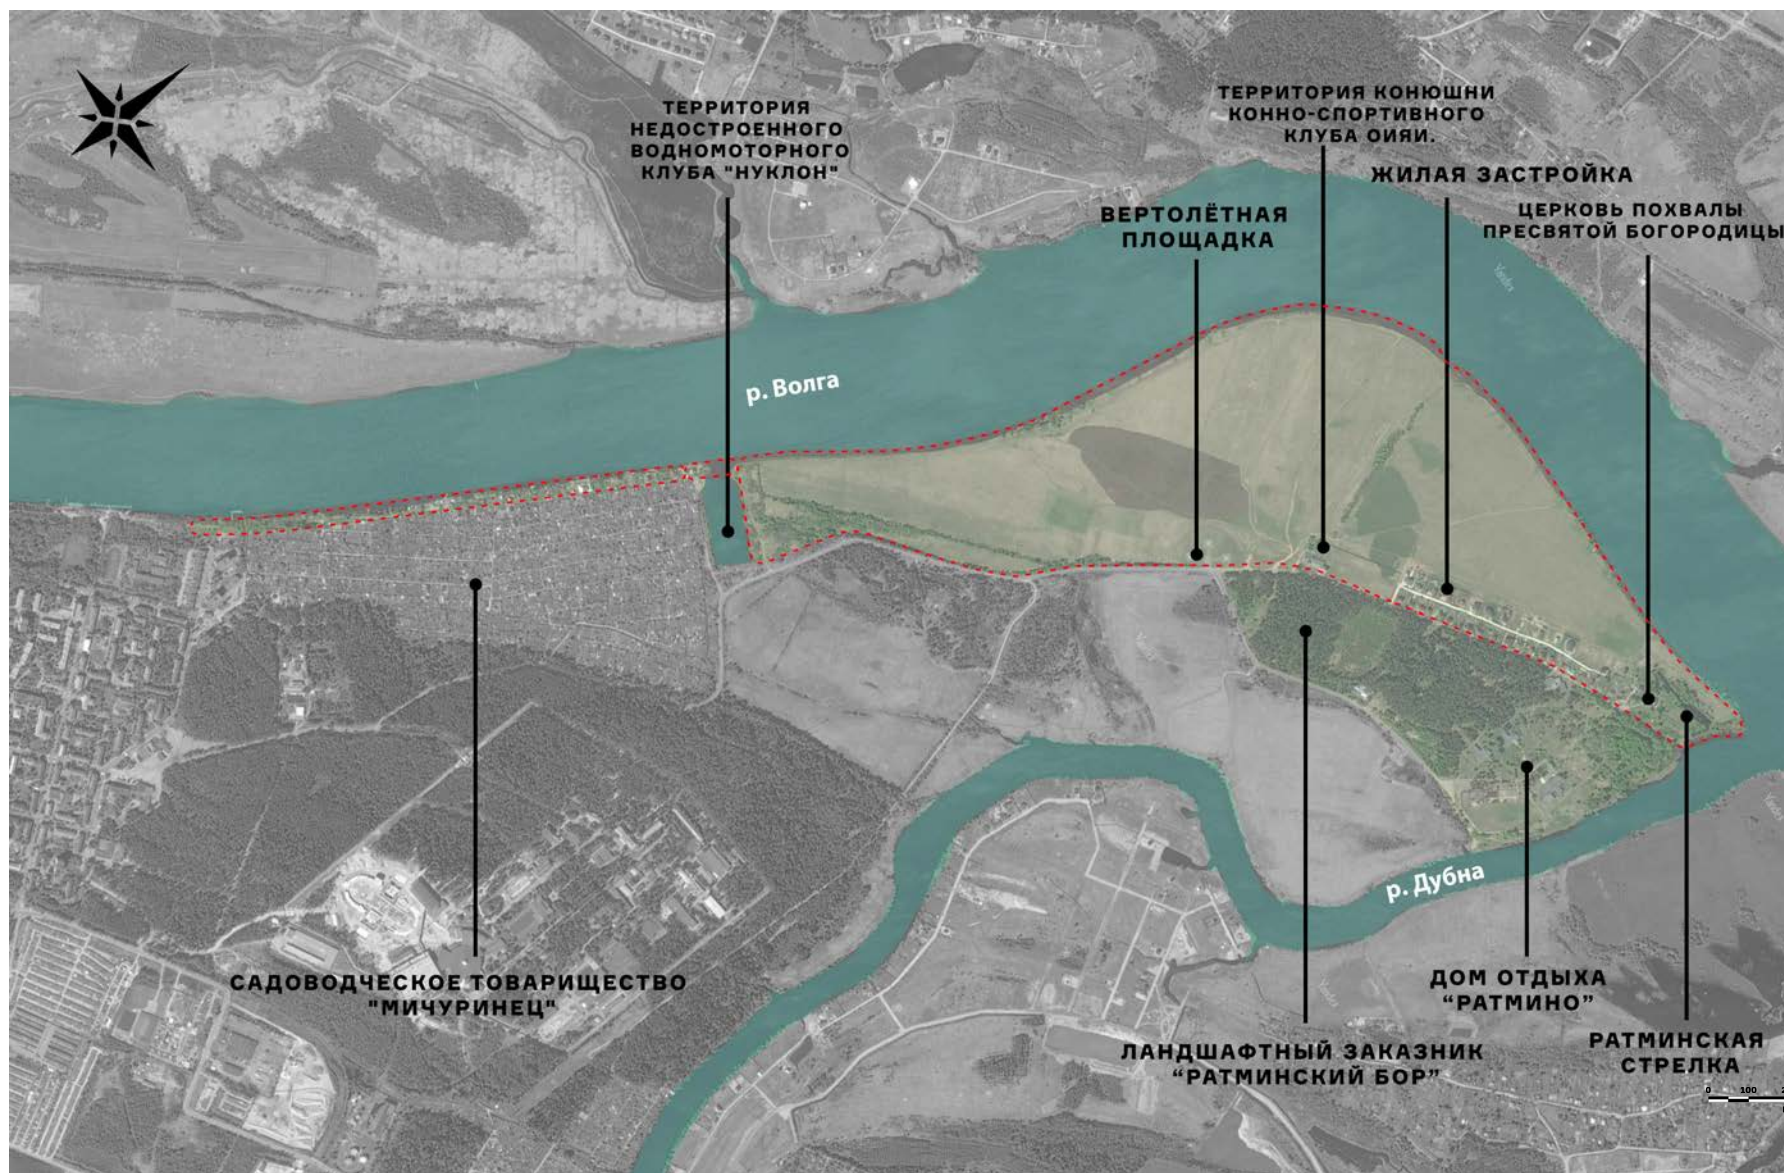 ТЕРРИТОРИЯ
НЕДОСТРОЕННОГО
ВОДНОМОТОРНОГО
КЛУБА "НУКЛОН"
ТЕРРИТОРИЯ КОНЮШНИ
КОННО-СПОРТИВНОГО
КЛУБА ОИЯИ.
ЖИЛАЯ ЗАСТРОЙКА
ВЕРТОЛЁТНАЯ
ПЛОЩАДКА
ЦЕРКОВЬ ПОХВАЛЫ
ПРЕСВЯТОЙ БОГОРОДИЦЫ
Yandex
р. Волга
р. Дубна
САДОВОДЧЕСКОЕ ТОВАРИЩЕСТВО
"МИЧУРИНЕЦ"
ДОМ ОТДЫХА
“РАТМИНО”
ЛАНДШАФТНЫЙ ЗАКАЗНИК
“РАТМИНСКИЙ БОР”
РАТМИНСКАЯ
СТРЕЛКА
0 100